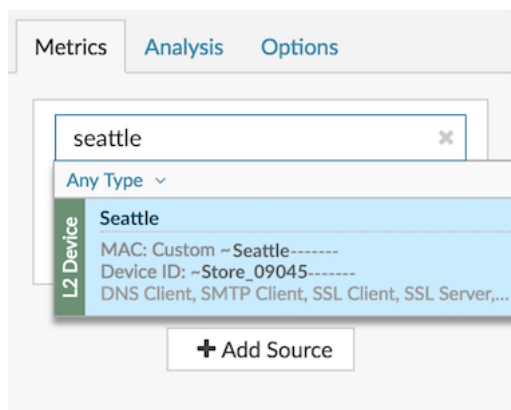 Metrics Analysis Options
seattle
Any Type
L2 Device
Seattle
MAC: Custom ~Seattle-------
Device ID: ~Store_09045-------
DNS Client, SMTP Client, SSL Client, SSL Server,...
+ Add Source